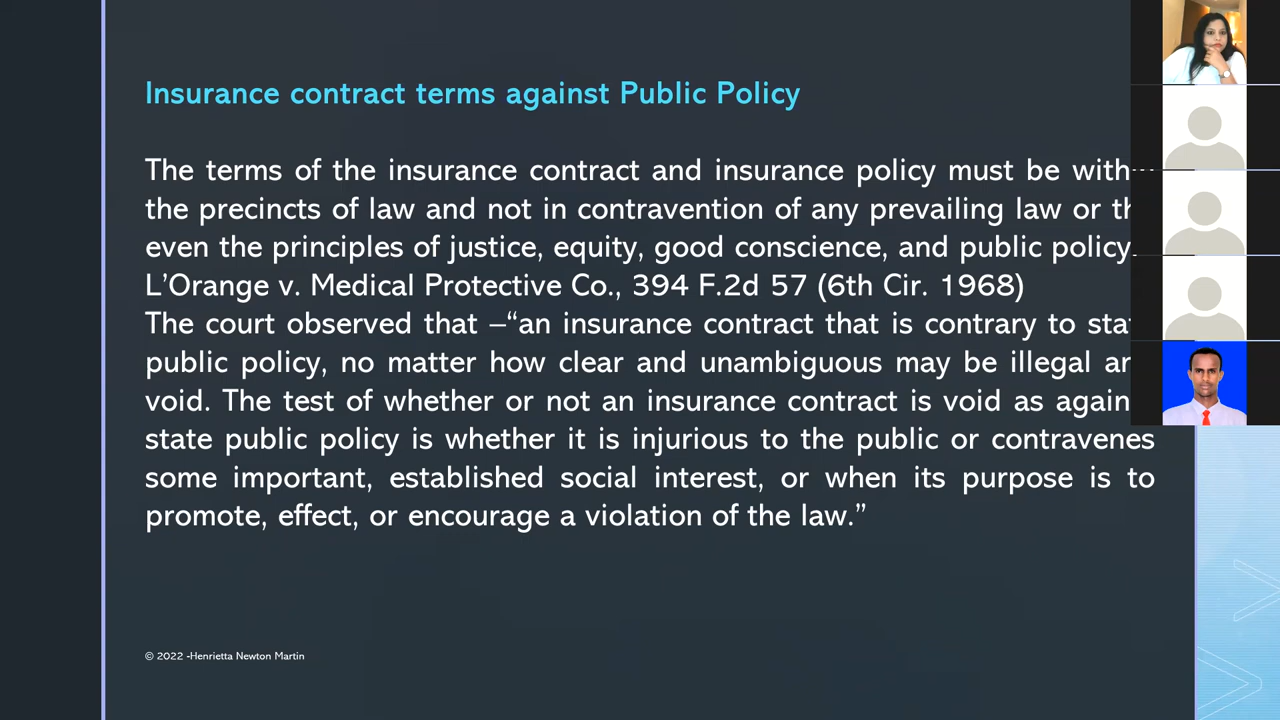 Insurance contract terms against Public Policy
The terms of the insurance contract and insurance policy must be
the precincts of law and not in contravention of any prevailing law or
even the principles of justice, equity, good conscience, and public policy.
L’Orange v. Medical Protective Co., 394 F.2d 57 (6th Cir. 1968)
The court observed that –“an insurance contract that is contrary to
public policy, no matter how clear and unambiguous may be illegal
void. The test of whether or not an insurance contract is void as
state public policy is whether it is injurious to the public or contravenes
some important, established social interest, or when its purpose is to
promote, effect, or encourage a violation of the law.”
© 2022 -Henrietta Newton Martin